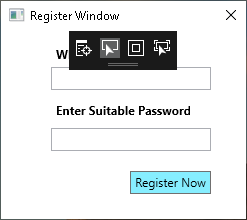 Register Window
Enter Suitable Password
Register Now